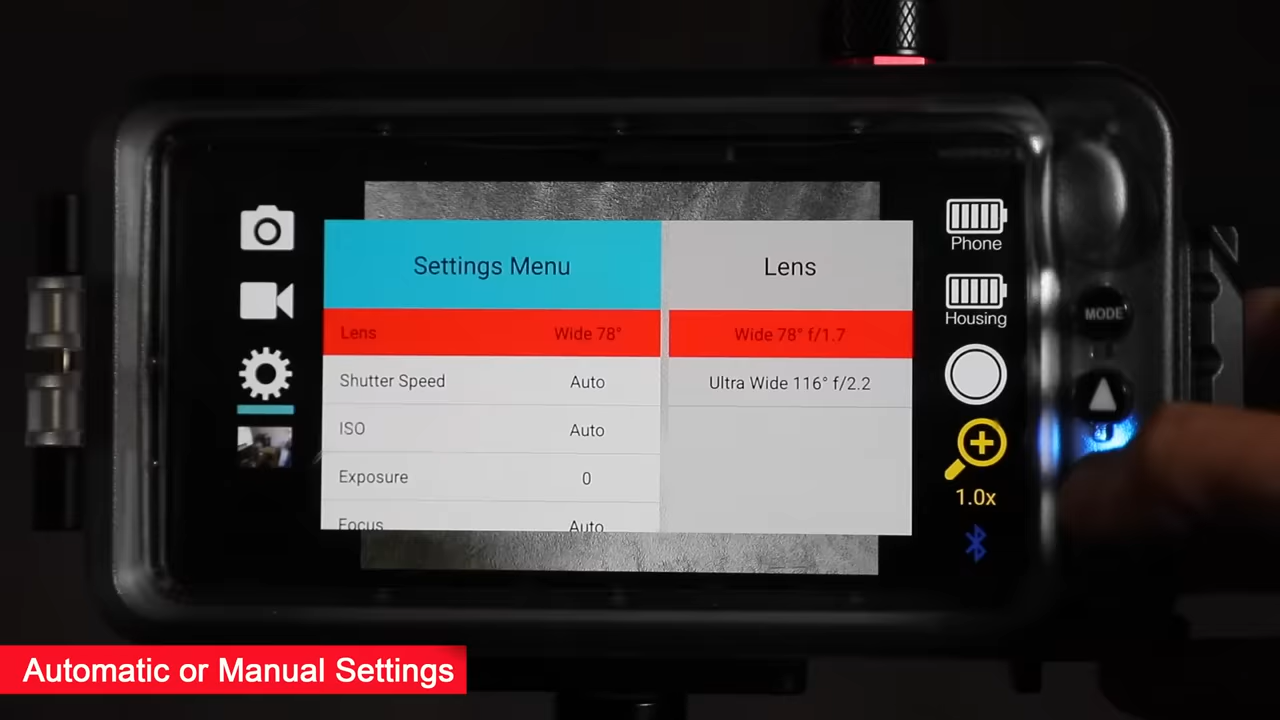 Settings Menu
Lens
Lens Wide 78°
Wide 78° f/1.7
Shutter Speed Auto
Ultra Wide 116° f/2.2
ISO Auto
Exposure 0
Focus Auto
Phone
Housing
1.0x
MODE
Automatic or Manual Settings